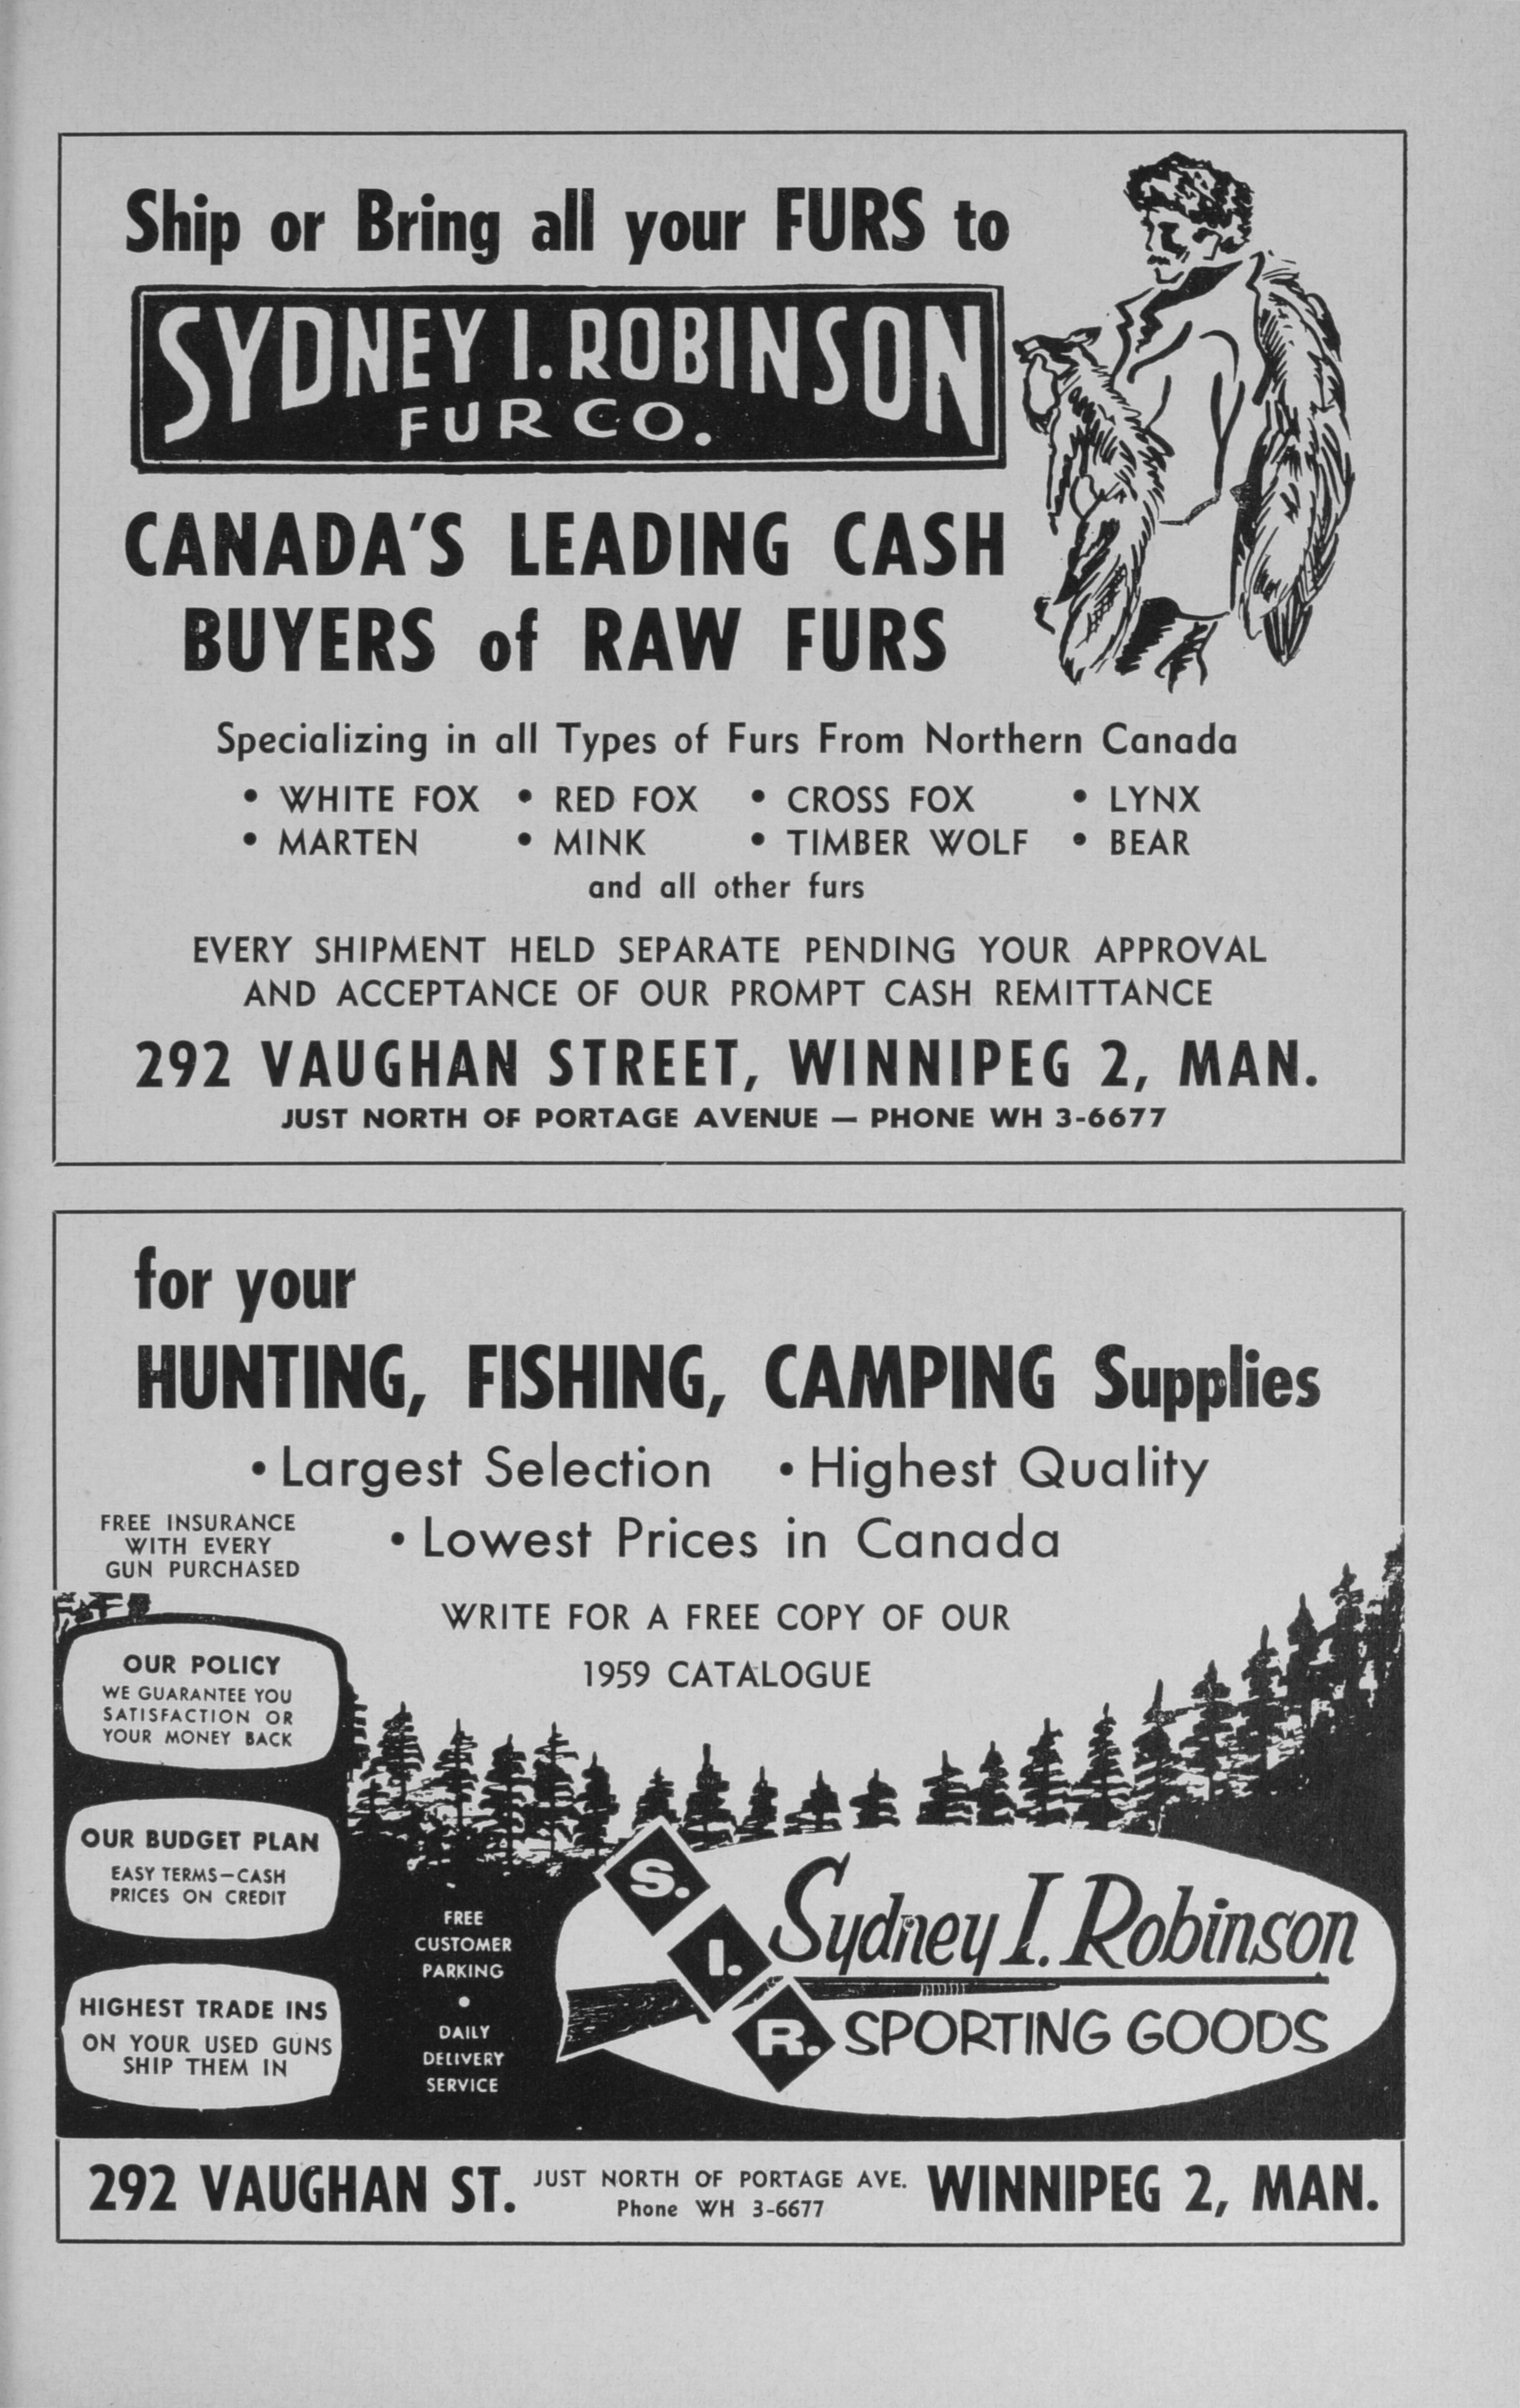 Ship or Bring all your FURS to
SYDNEY I. ROBINSON
FUR CO.
CANADA'S LEADING CASH
BUYERS of RAW FURS
Specializing in all Types of Furs From Northern Canada
• WHITE FOX • RED FOX • CROSS FOX • LYNX
• MARTEN • MINK • TIMBER WOLF • BEAR
and all other furs
EVERY SHIPMENT HELD SEPARATE PENDING YOUR APPROVAL
AND ACCEPTANCE OF OUR PROMPT CASH REMITTANCE
292 VAUGHAN STREET, WINNIPEG 2, MAN.
JUST NORTH OF PORTAGE AVENUE — PHONE WH 3-6677
for your
HUNTING, FISHING, CAMPING Supplies
• Largest Selection • Highest Quality
• Lowest Prices in Canada
FREE INSURANCE
WITH EVERY
GUN PURCHASED
WRITE FOR A FREE COPY OF OUR
1959 CATALOGUE
OUR POLICY
WE GUARANTEE YOU
SATISFACTION OR
YOUR MONEY BACK
OUR BUDGET PLAN
EASY TERMS—CASH
PRICES ON CREDIT
HIGHEST TRADE INS
ON YOUR USED GUNS
SHIP THEM IN
FREE
CUSTOMER
PARKING
•
DAILY
DELIVERY
SERVICE
S.
I.
R.
Sydney I. Robinson
SPORTING GOODS
292 VAUGHAN ST. JUST NORTH OF PORTAGE AVE. WINNIPEG 2, MAN.
Phone WH 3-6677